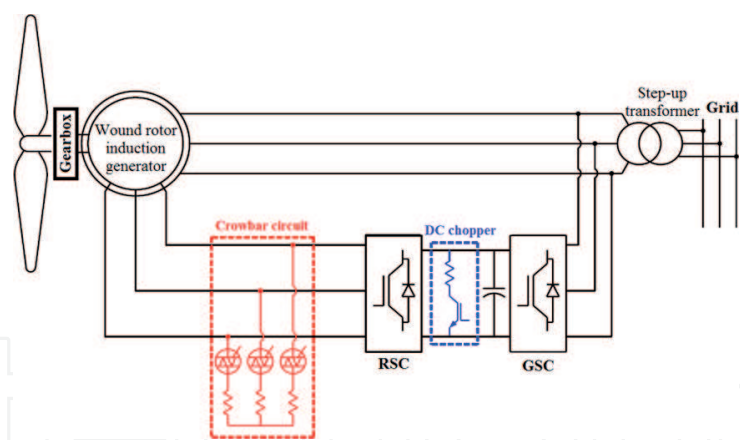 Step-up
transformer
Grid
Gearbox
Wound rotor
induction
generator
Crowbar circuit
DC chopper
RSC
GSC